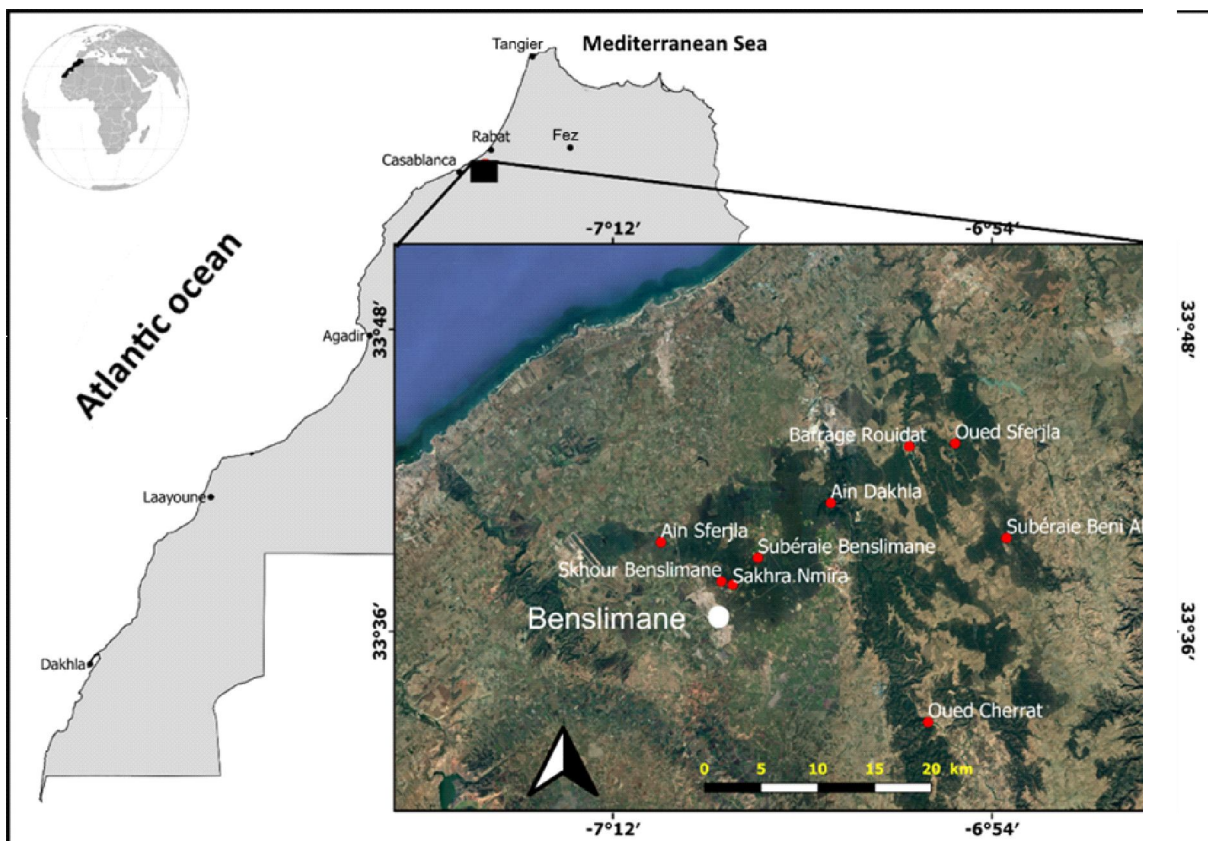 Mediterranean Sea
Tangier
Rabat
Fez
Casablanca
Atlantic ocean
Agadir
Laayoune
Dakhla
-7°12′
-6°54′
33°48′
33°48′
Bafrage Rouidat
Oued Sferjla
Ain Dakhla
Ain Sferjla
Subéraie Beni A
Subéraie Benslimane
Skhour Benslimane
Sakhra Nmira
Benslimane
33°36′
33°36′
Oued Cherrat
0 5 10 15 20 km
-7°12′
-6°54′